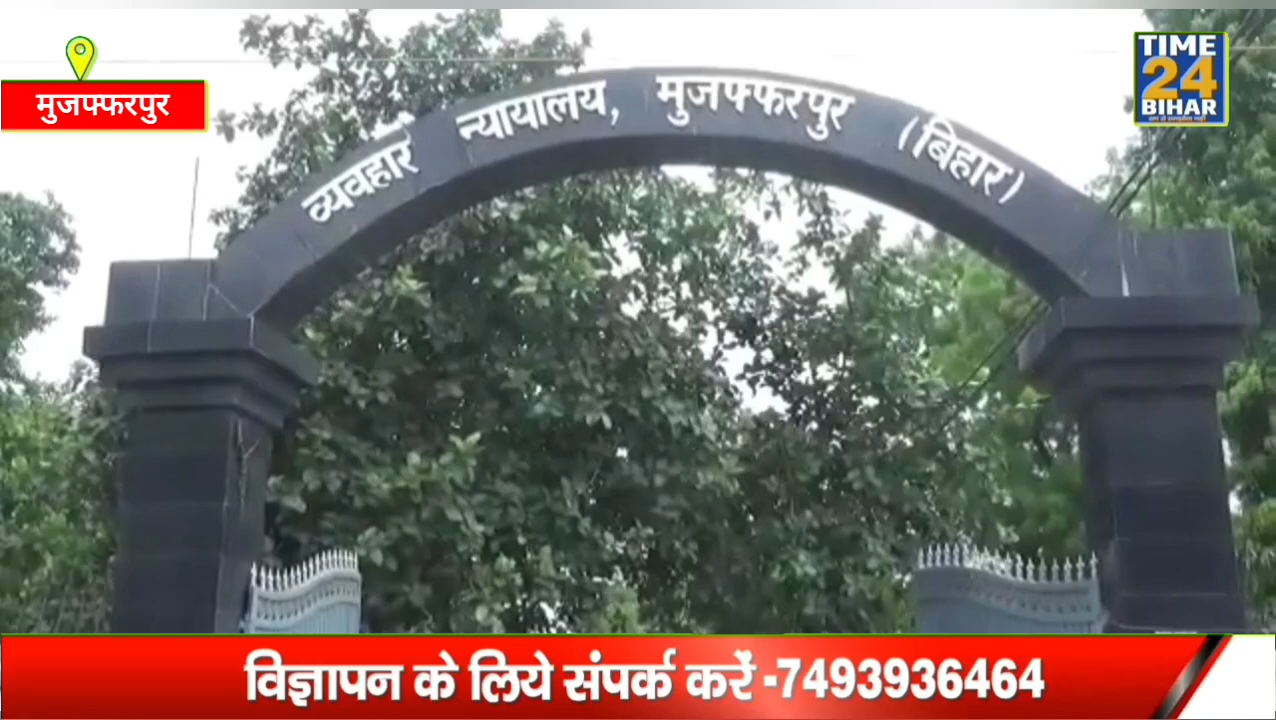 मुजफ्फरपुर
व्यवहार न्यायालय, मुजफ्फरपुर (बिहार)
TIME
24
BIHAR
विज्ञापन के लिये संपर्क करें -7493936464